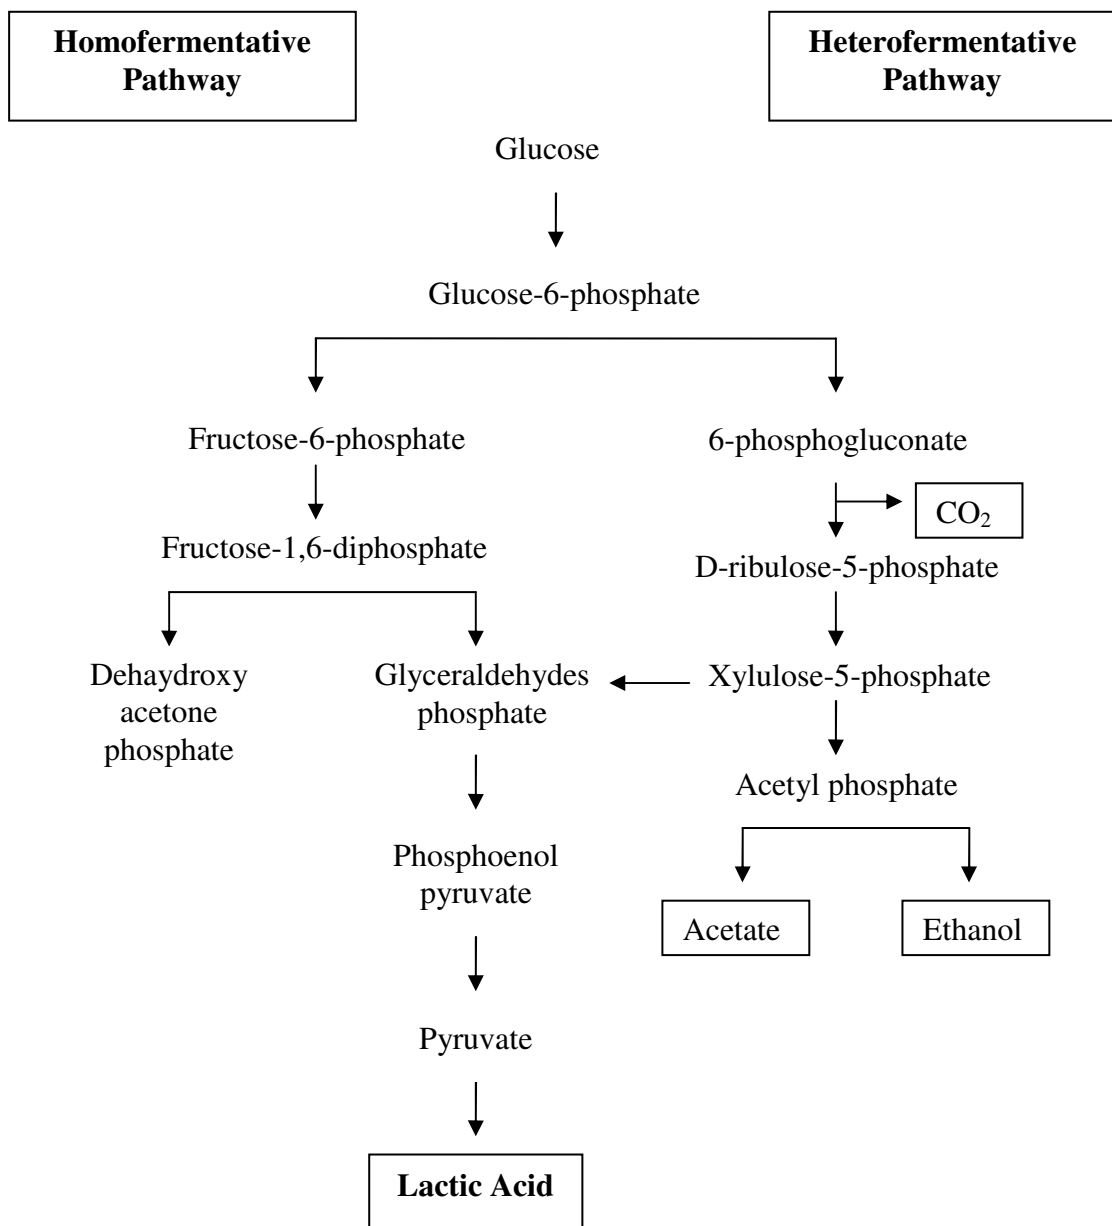 Homofermentative
Pathway
Heterofermentative
Pathway
Glucose
Glucose-6-phosphate
Fructose-6-phosphate
6-phosphogluconate
CO₂
Fructose-1,6-diphosphate
D-ribulose-5-phosphate
Dehaydroxy
acetone
phosphate
Glyceraldehydes
phosphate
Xylulose-5-phosphate
Acetyl phosphate
Phosphoenol
pyruvate
Acetate
Ethanol
Pyruvate
Lactic Acid